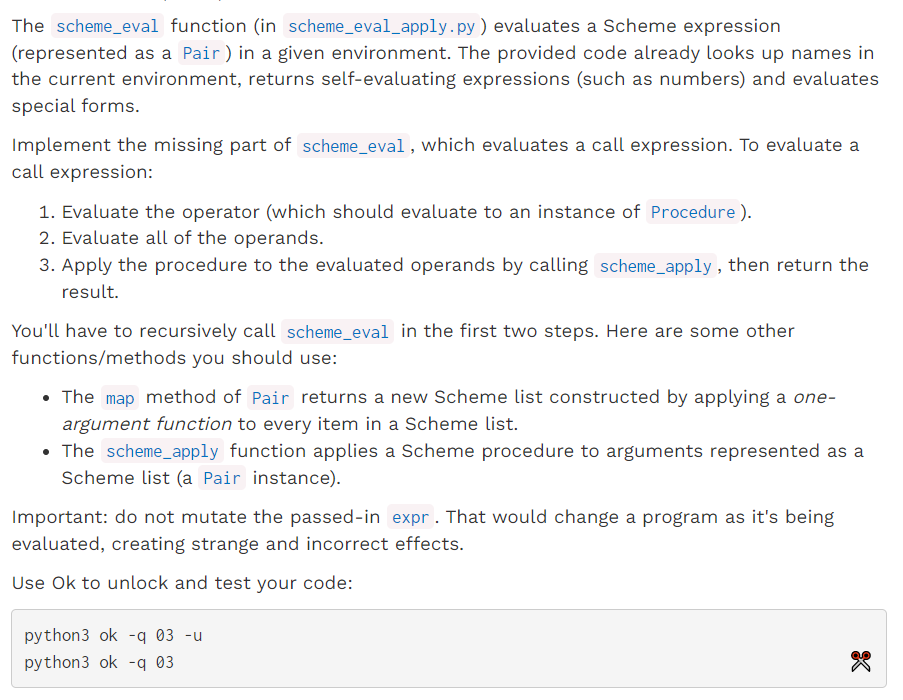 The scheme_eval function (in scheme_eval_apply.py) evaluates a Scheme expression
(represented as a Pair) in a given environment. The provided code already looks up names in
the current environment, returns self-evaluating expressions (such as numbers) and evaluates
special forms.
Implement the missing part of scheme_eval, which evaluates a call expression. To evaluate a
call expression:
1. Evaluate the operator (which should evaluate to an instance of Procedure).
2. Evaluate all of the operands.
3. Apply the procedure to the evaluated operands by calling scheme_apply, then return the
result.
You'll have to recursively call scheme_eval in the first two steps. Here are some other
functions/methods you should use:
• The map method of Pair returns a new Scheme list constructed by applying a one-
argument function to every item in a Scheme list.
• The scheme_apply function applies a Scheme procedure to arguments represented as a
Scheme list (a Pair instance).
Important: do not mutate the passed-in expr. That would change a program as it's being
evaluated, creating strange and incorrect effects.
Use Ok to unlock and test your code:
python3 ok -q 03 -u
python3 ok -q 03